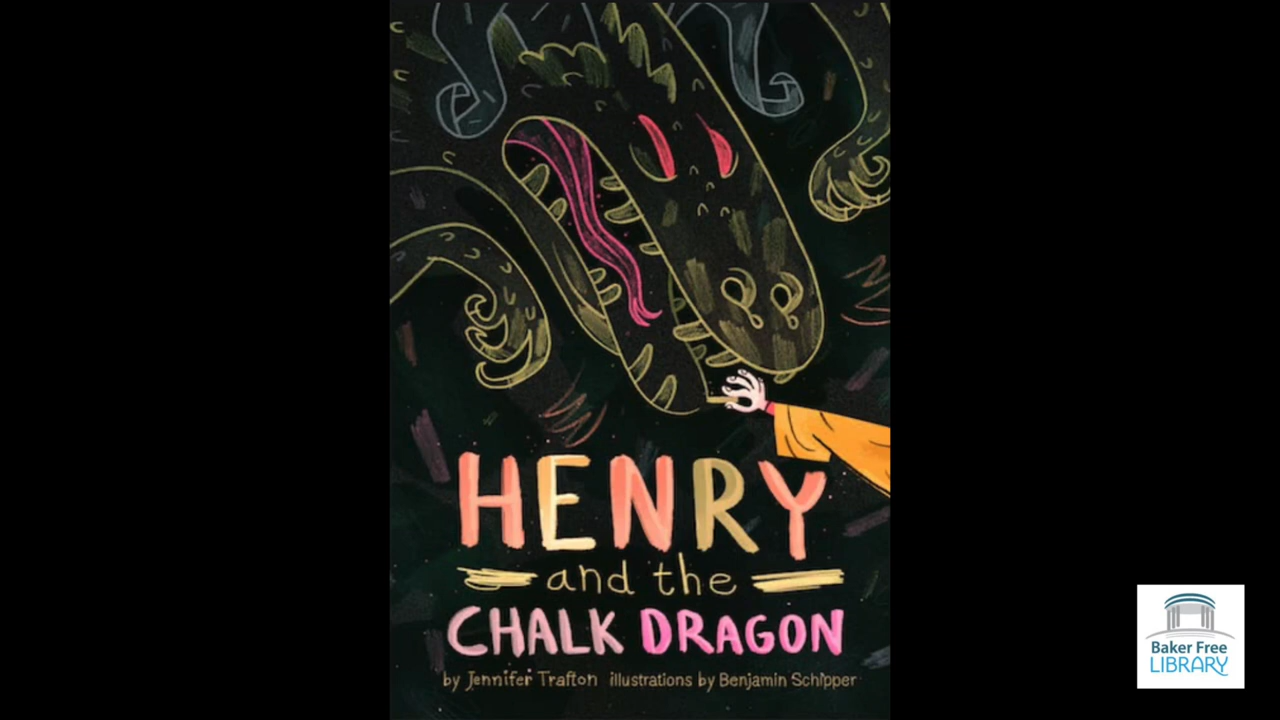 HENRY
and the
CHALK DRAGON
by Jennifer Trafton illustrations by Benjamin Schipper
Baker Free
LIBRARY